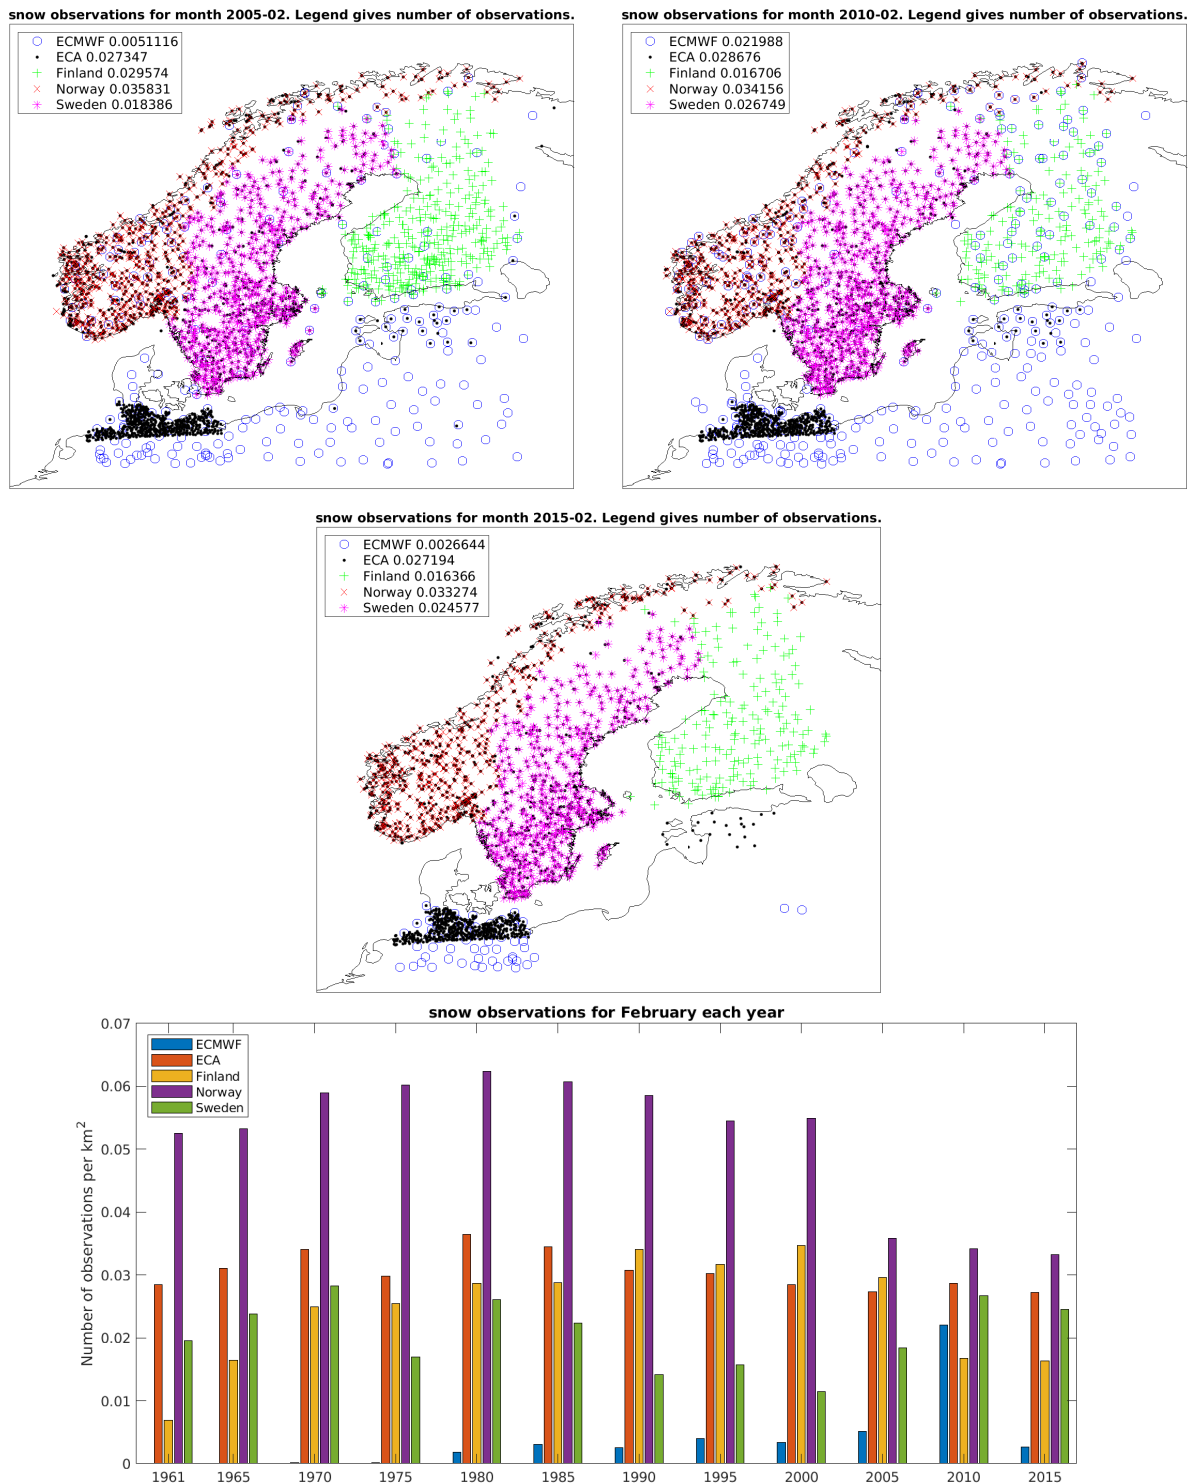 snow observations for month 2005-02. Legend gives number of observations.
ECMWF 0.0051116
ECA 0.027347
Finland 0.029574
Norway 0.035831
Sweden 0.018386
snow observations for month 2010-02. Legend gives number of observations.
ECMWF 0.021988
ECA 0.028676
Finland 0.016706
Norway 0.034156
Sweden 0.026749
snow observations for month 2015-02. Legend gives number of observations.
ECMWF 0.0026644
ECA 0.027194
Finland 0.016366
Norway 0.033274
Sweden 0.024577
snow observations for February each year
ECMWF
ECA
Finland
Norway
Sweden
Number of observations per km²
0.07
0.06
0.05
0.04
0.03
0.02
0.01
0
1961 1965 1970 1975 1980 1985 1990 1995 2000 2005 2010 2015